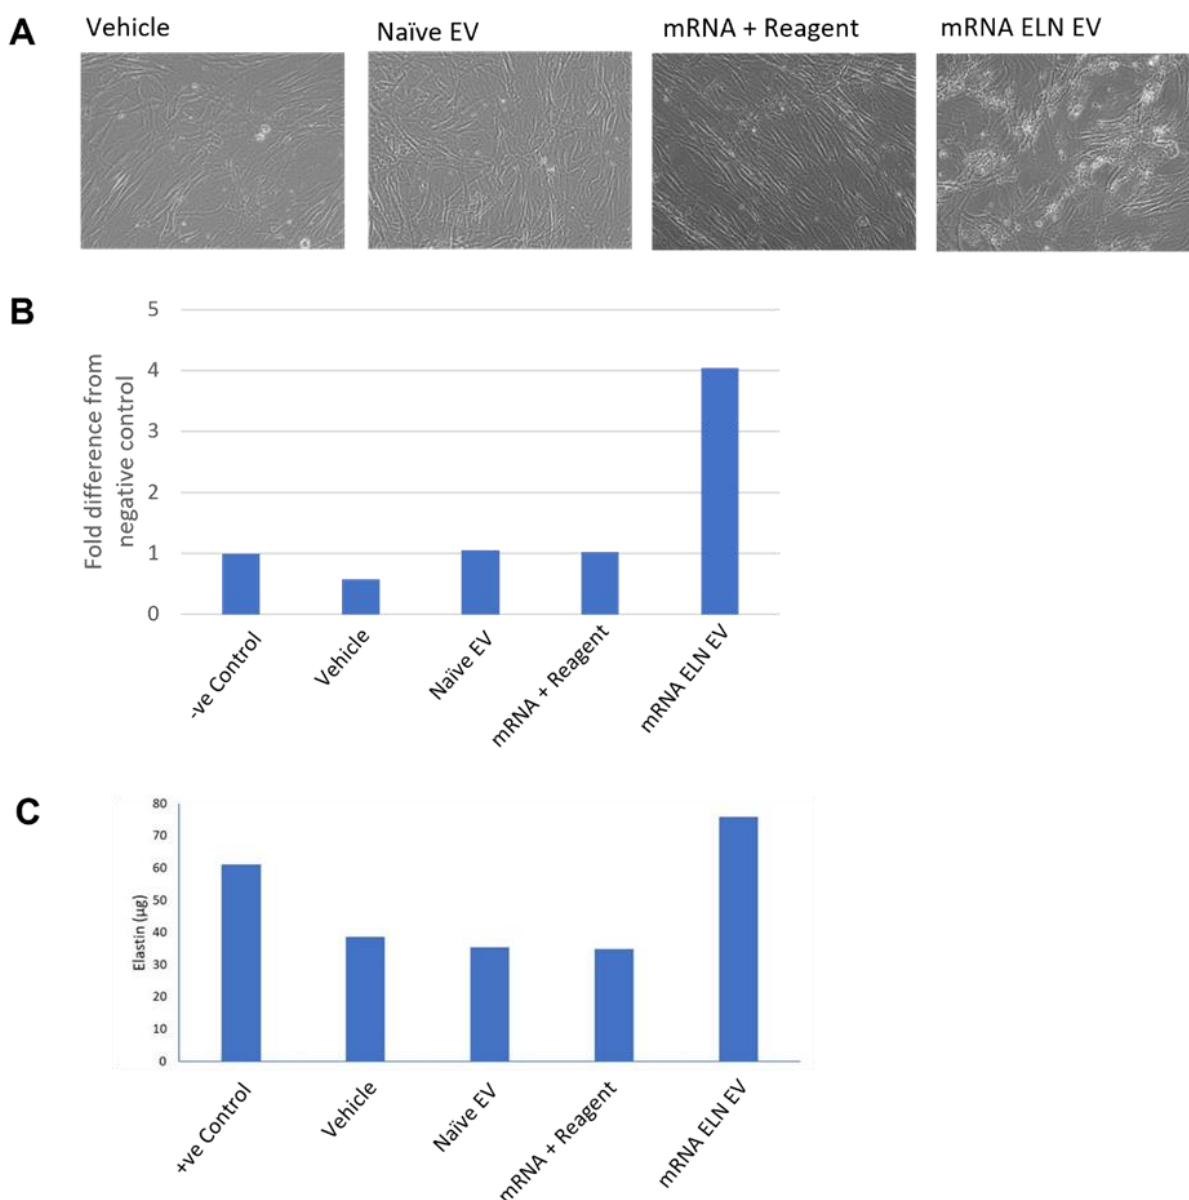 A
Vehicle
Naïve EV
mRNA + Reagent
mRNA ELN EV
B
Fold difference from
negative control
5
4
3
2
1
0
-ve Control
Vehicle
Naïve EV
mRNA + Reagent
mRNA ELN EV
C
Elastin (µg)
80
70
60
50
40
30
20
10
0
+ve Control
Vehicle
Naïve EV
mRNA + Reagent
mRNA ELN EV